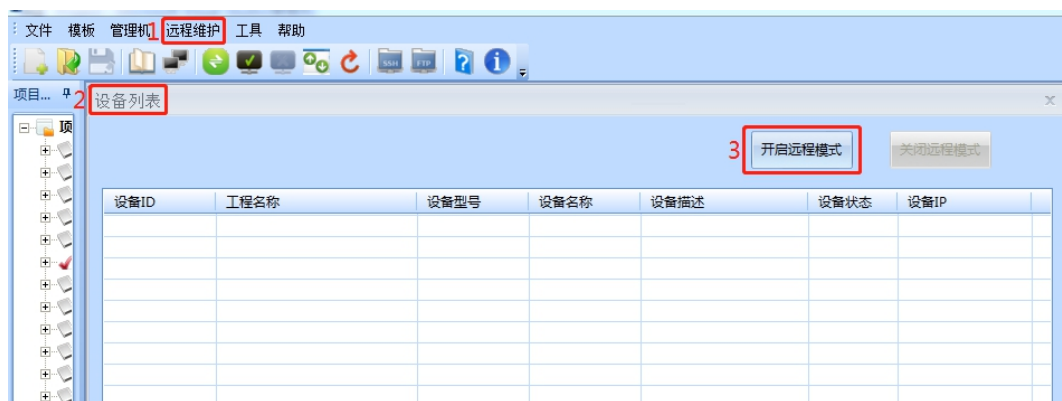 文件 模板 管理机 1 远程维护 工具 帮助
SSH FTP
项目... 2 设备列表
项
3 开启远程模式 关闭远程模式
设备ID 工程名称 设备型号 设备名称 设备描述 设备状态 设备IP